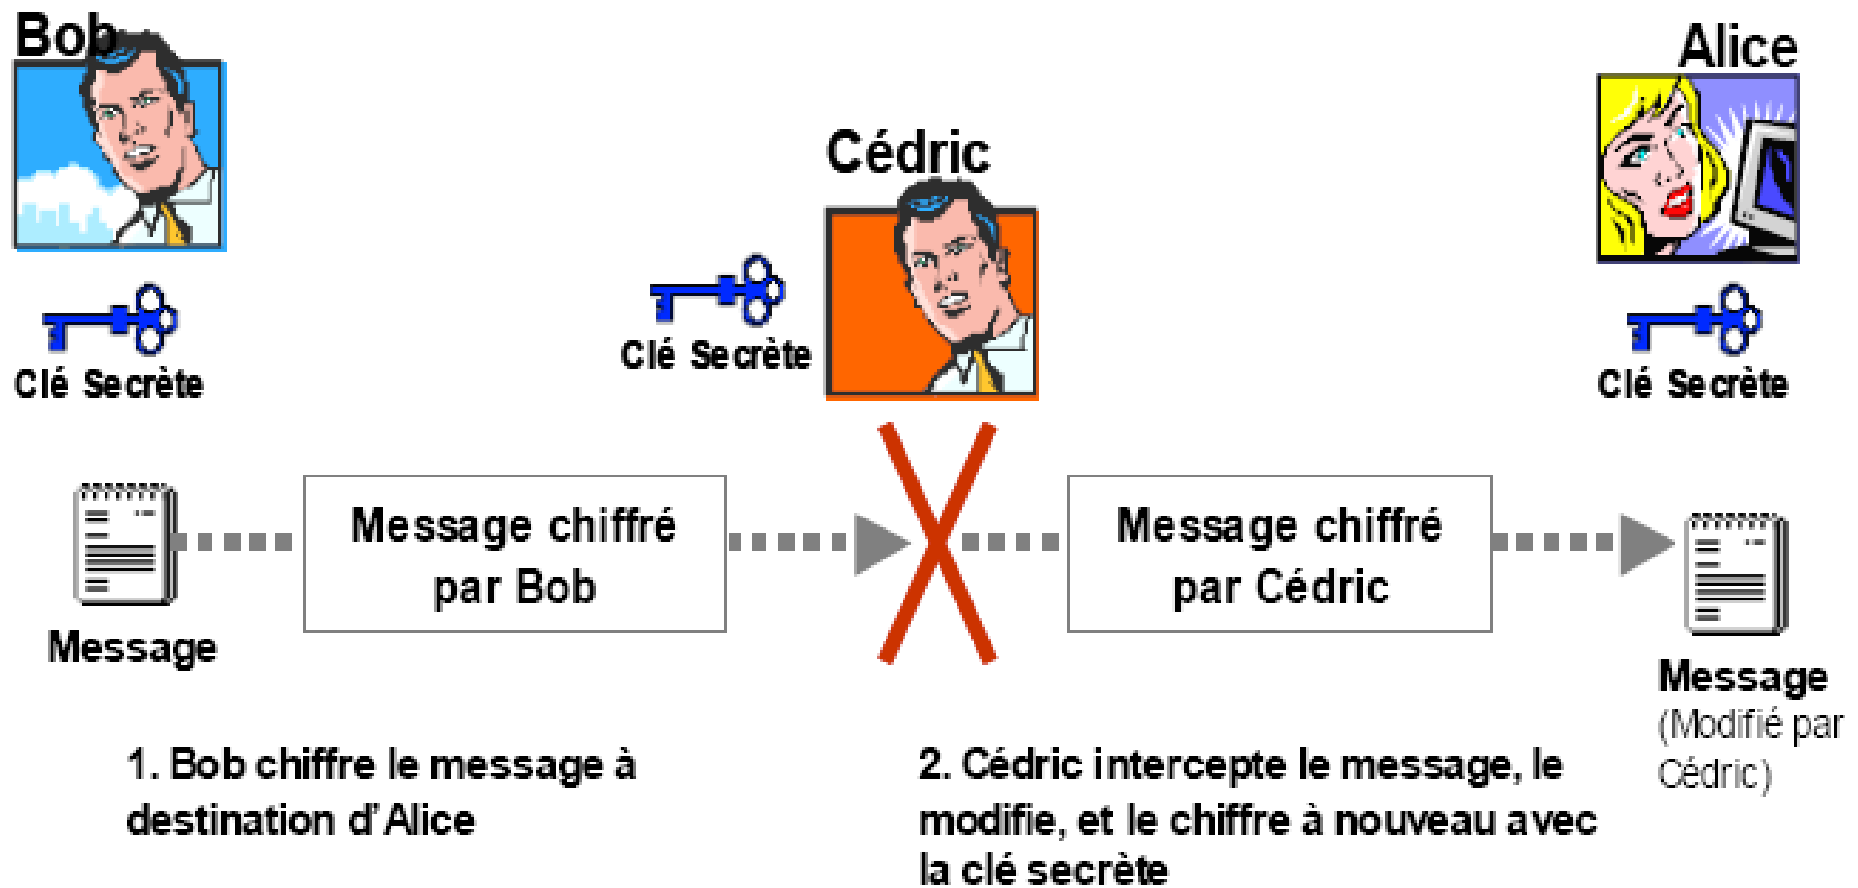 Bob
Alice
Cédric
Clé Secrète
Clé Secrète
Clé Secrète
Message chiffré
par Bob
Message chiffré
par Cédric
Message
Message
(Modifié par
Cédric)
1. Bob chiffre le message à
destination d'Alice
2. Cédric intercepte le message, le
modifie, et le chiffre à nouveau avec
la clé secrète